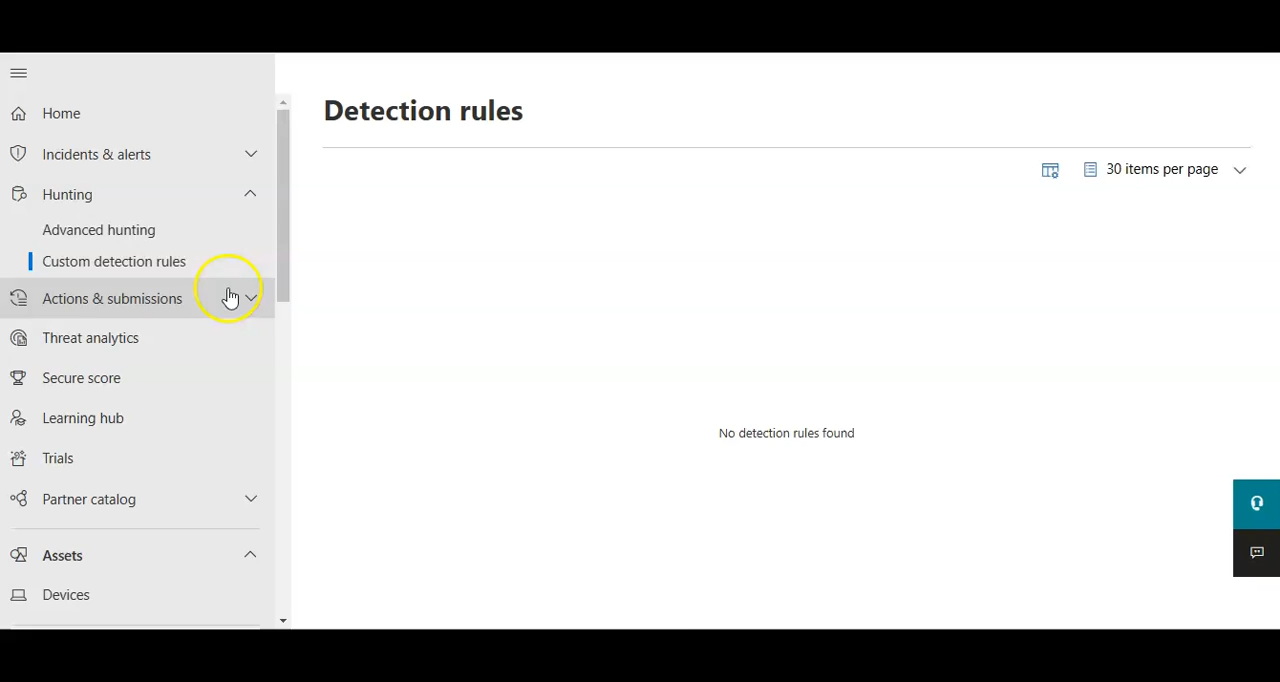 Home
Incidents & alerts
Hunting
Advanced hunting
Custom detection rules
Actions & submissions
Threat analytics
Secure score
Learning hub
Trials
Partner catalog
Assets
Devices
Detection rules
30 items per page
No detection rules found